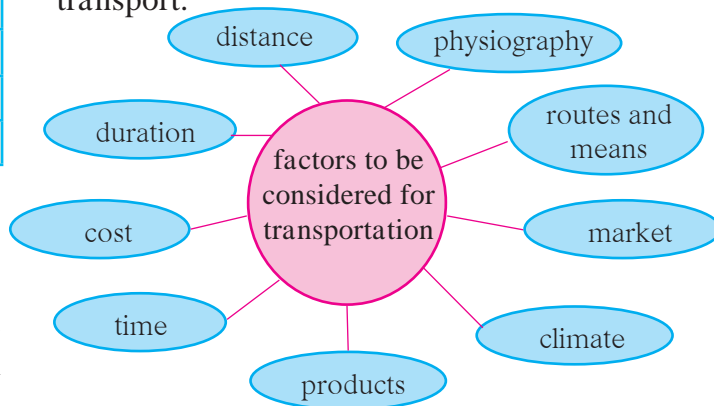 transport.
distance
physiography
duration
routes and
means
factors to be
considered for
transportation
cost
market
time
climate
products